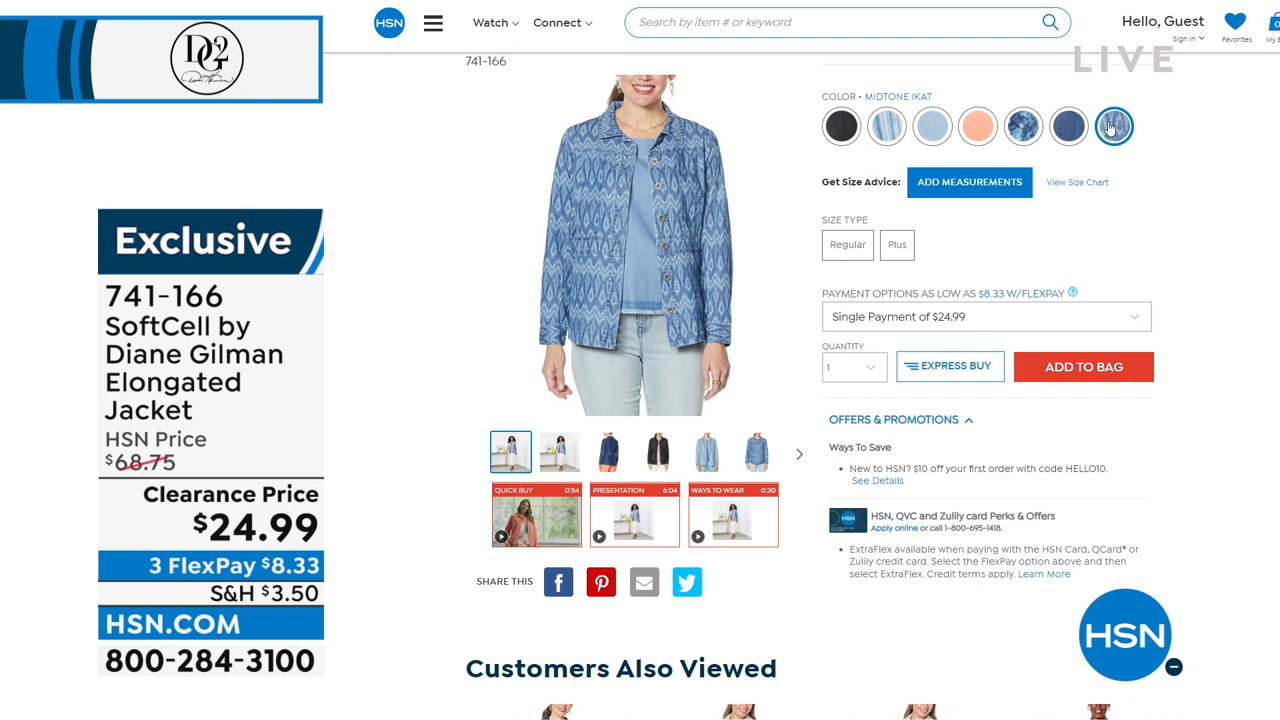 DG2
HSN
Watch
Connect
Search by item # or keyword
Hello, Guest
Sign In
Favorites
0
My B
LIVE
741-166
COLOR • MIDTONE IKAT
Get Size Advice:
ADD MEASUREMENTS
View Size Chart
SIZE TYPE
Regular
Plus
PAYMENT OPTIONS AS LOW AS $8.33 W/FLEXPAY ?
Single Payment of $24.99
QUANTITY
1
EXPRESS BUY
ADD TO BAG
OFFERS & PROMOTIONS
Ways To Save
• New to HSN? $10 off your first order with code HELLO10.
See Details
HSN
HSN, QVC and Zulily card Perks & Offers
Apply online or call 1-800-695-1418.
• ExtraFlex available when paying with the HSN Card, QCard® or
Zulily credit card. Select the FlexPay option above and then
select ExtraFlex. Credit terms apply. Learn More
Exclusive
741-166
SoftCell by
Diane Gilman
Elongated
Jacket
HSN Price
$68.75
Clearance Price
$24.99
3 FlexPay $8.33
S&H $3.50
HSN.COM
800-284-3100
QUICK BUY 0:54
PRESENTATION 6:04
WAYS TO WEAR 0:30
SHARE THIS
HSN
Customers Also Viewed